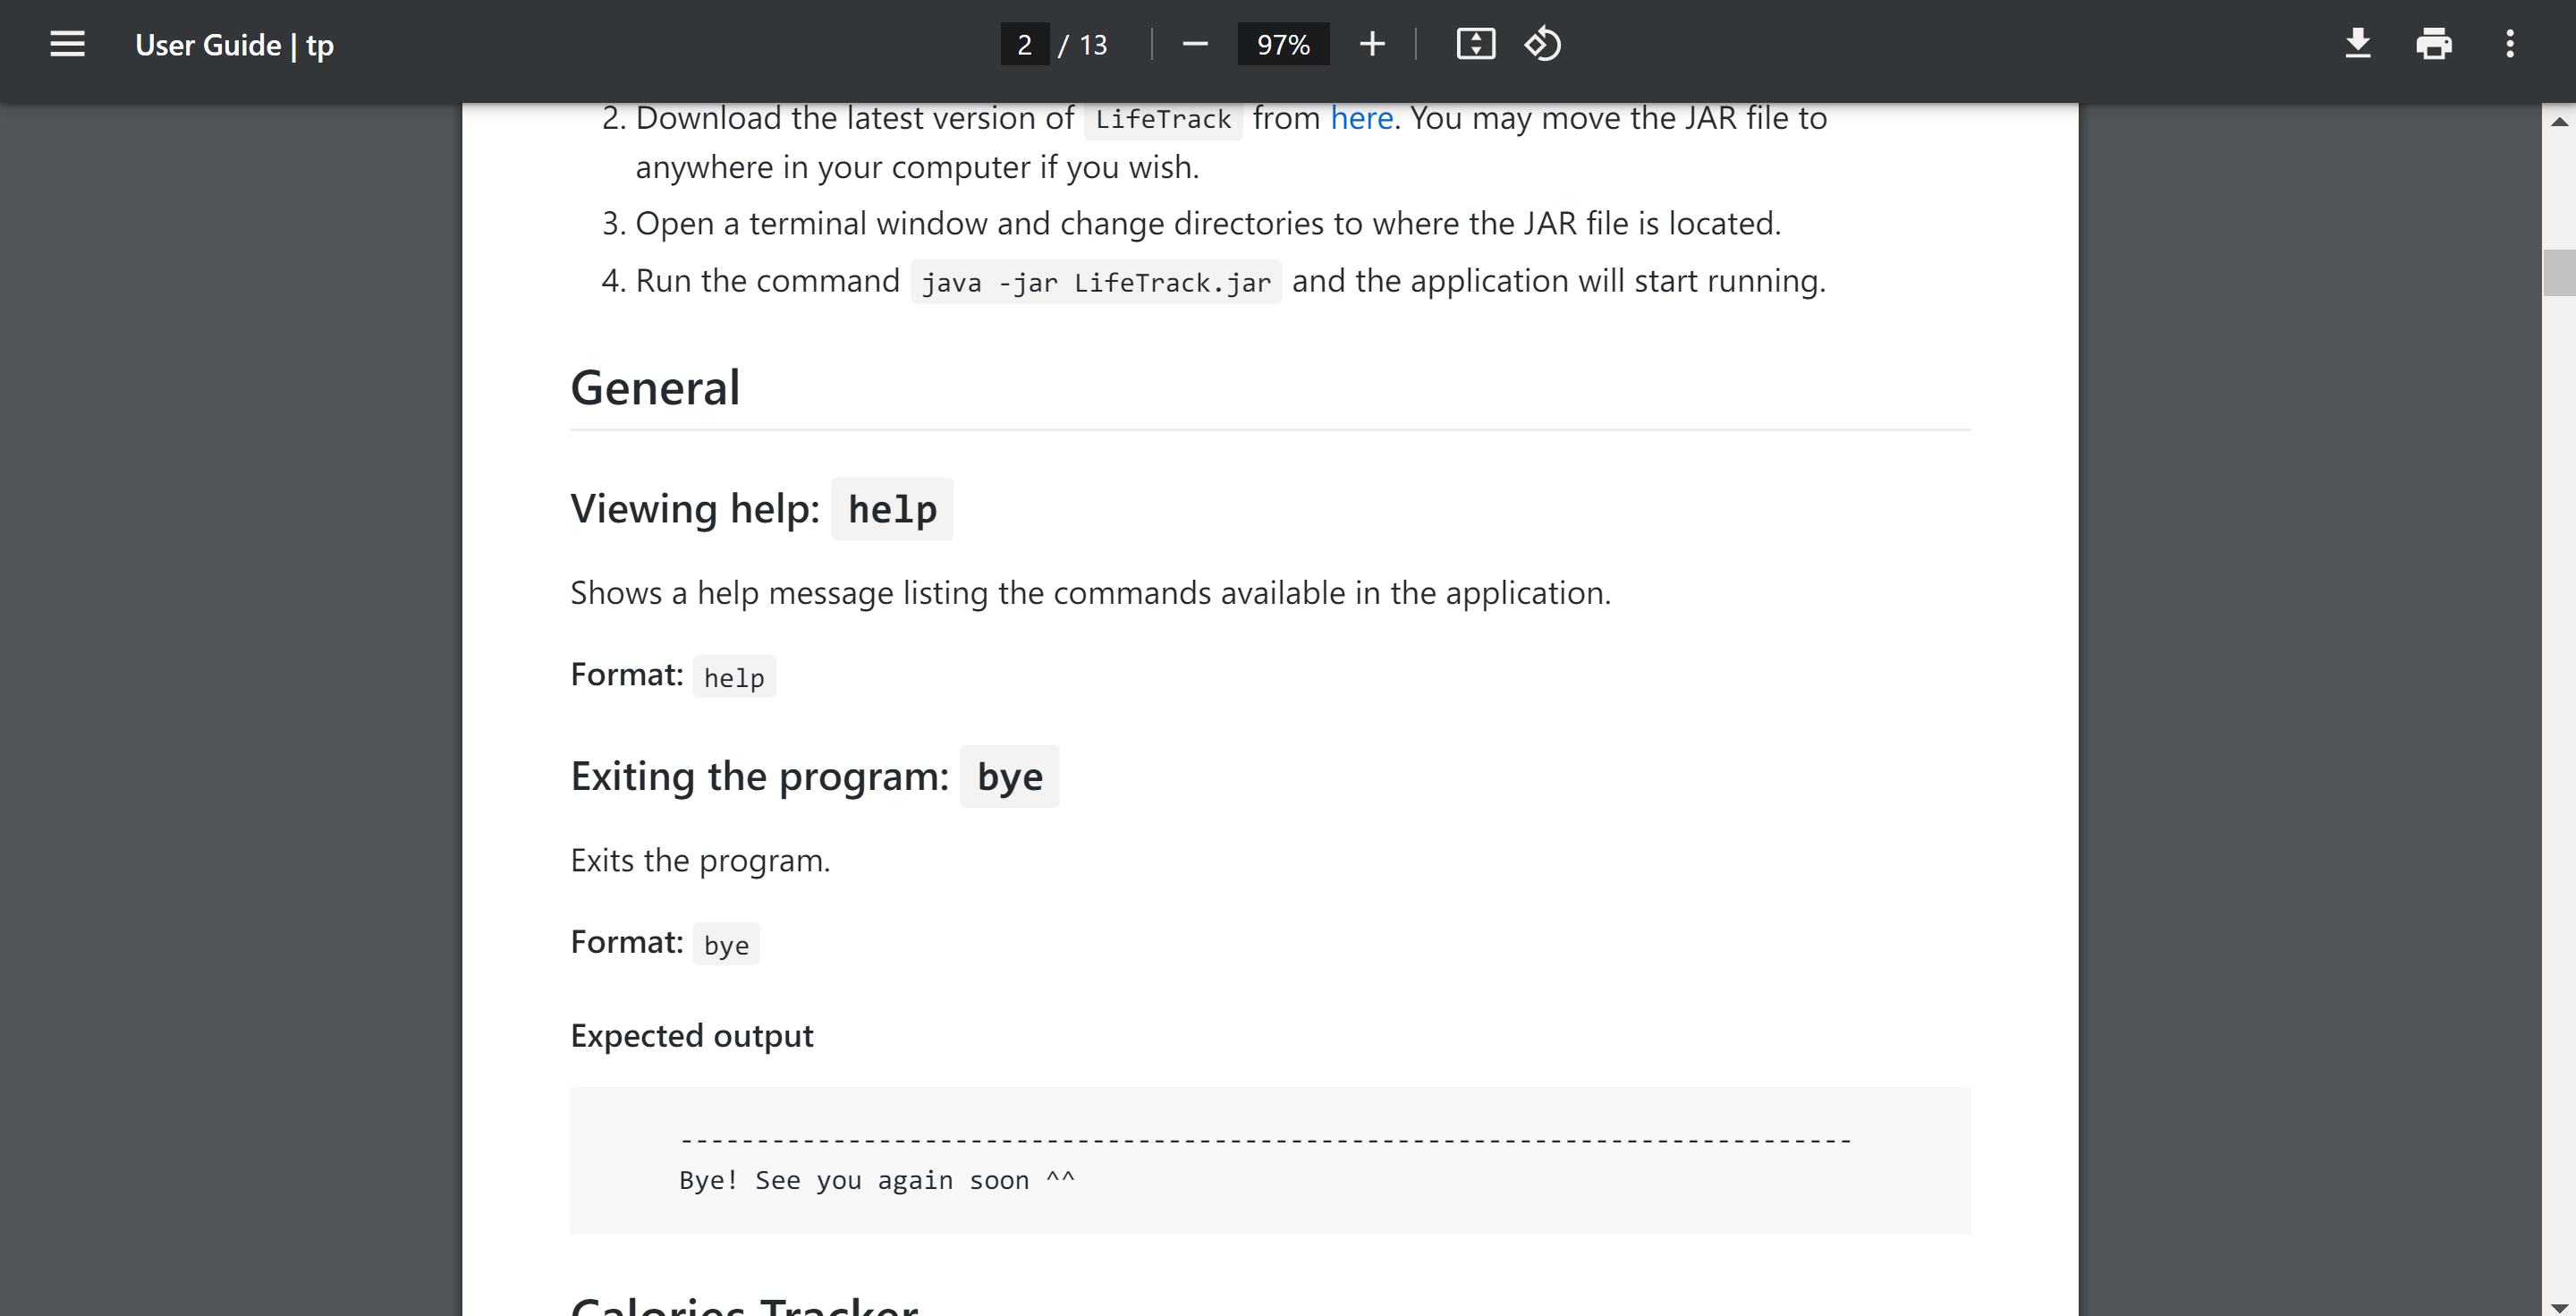 User Guide | tp
2 / 13
97%
2. Download the latest version of LifeTrack from here. You may move the JAR file to
anywhere in your computer if you wish.
3. Open a terminal window and change directories to where the JAR file is located.
4. Run the command java -jar LifeTrack.jar and the application will start running.
General
Viewing help: help
Shows a help message listing the commands available in the application.
Format: help
Exiting the program: bye
Exits the program.
Format: bye
Expected output
-----------------------------------------------------------------------------
Bye! See you again soon ^^
Calories Tracker